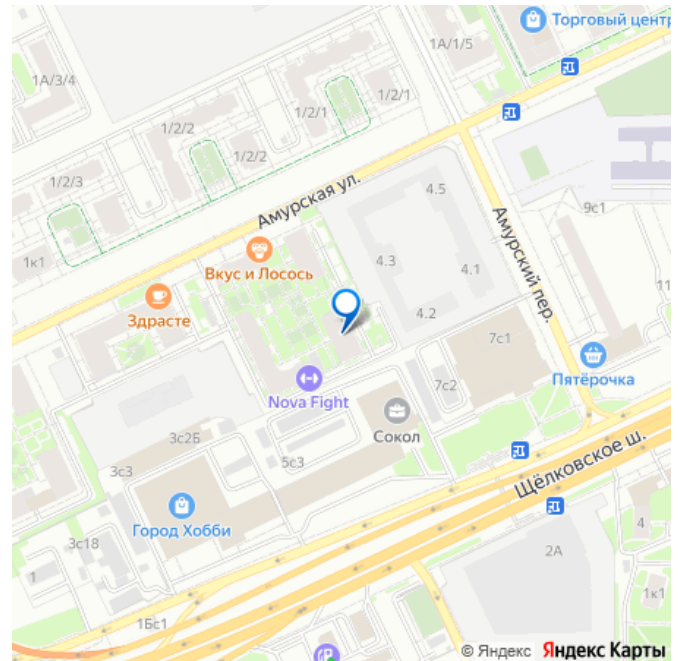 Торговый цент
1А/1/5
1А/3/4
1/2/1
1/2/1
1/2/2
1/2/2
1/2/3
4.5
9с1
Амурская ул.
Амурский пер.
1к1
Вкус и Лосось
4.3
4.1
11
Здрасте
4.2
7с1
7с2
Пятёрочка
Nova Fight
Сокол
3с2Б
3с3
5с3
Щёлковское ш.
Город Хобби
3с18
2А
4
1
1к1
1Бс1
© Яндекс Яндекс Карты